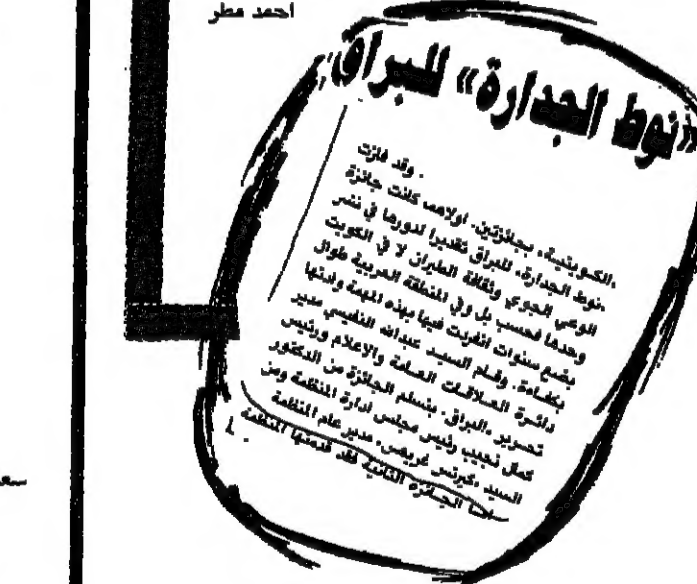 احمد مطر
«نوط الجدارة» للبراق
. وقد فازت
«الكويتية» بجائزتين. اولاهما كانت جائزة
«نوط الجدارة» للبراق تقديرا لدورها في نشر
الوعي الجوي وثقافة الطيران لا في الكويت
وحدها فحسب بل وفي المنطقة العربية طوال
بضع سنوات انفردت فيها بهذه المهمة وادتها
بكفاءة. وقام السيد عبدالله النفيسي مدير
دائرة العلاقات العامة والاعلام ورئيس
تحرير «البراق» بتسلم الجائزة من الدكتور
كمال نجيب رئيس مجلس ادارة المنظمة ومن
السيد «كيرتس غريفس» مدير عام المنظمة
اما الجائزة الثانية فقد قدمتها المنظمة
سعـ